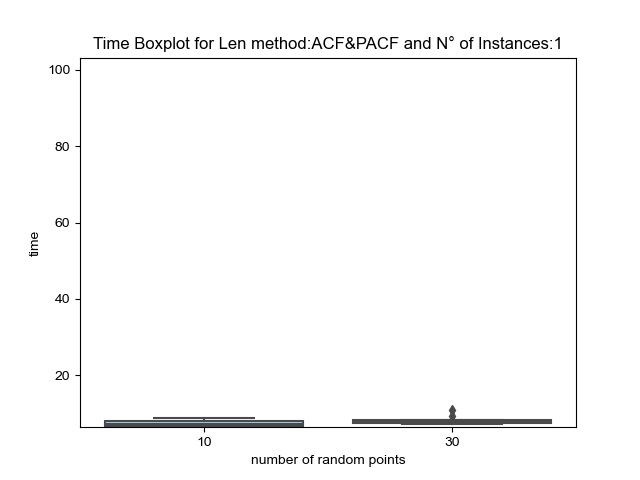 Time Boxplot for Len method:ACF&PACF and N° of Instances:1
100
80
60
40
20
time
10
30
number of random points